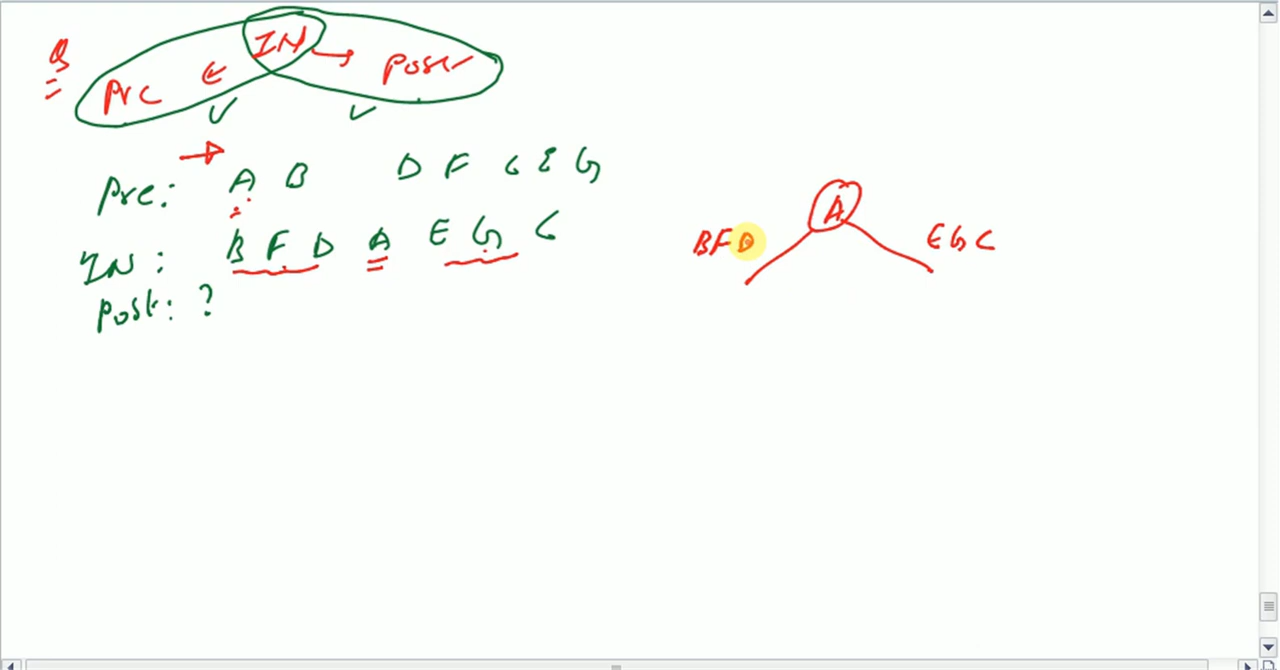 Q IN → Post
Pre ←
Pre: A B D F C E G
IN: B F D A E G C
Post: ?
A
BFD EGC